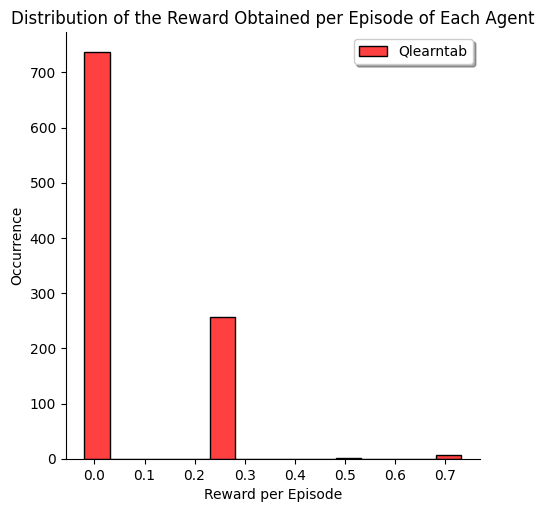 Distribution of the Reward Obtained per Episode of Each Agent
Qlearntab
700
600
500
400
300
200
100
0
Occurrence
0.0 0.1 0.2 0.3 0.4 0.5 0.6 0.7
Reward per Episode